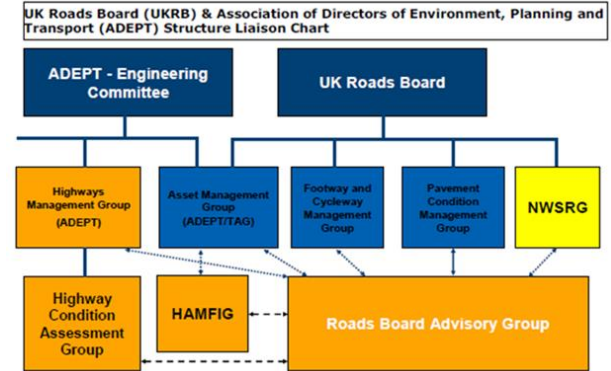 UK Roads Board (UKRB) & Association of Directors of Environment, Planning and
Transport (ADEPT) Structure Liaison Chart
ADEPT - Engineering
Committee
UK Roads Board
Highways
Management Group
(ADEPT)
Asset Management
Group
(ADEPT/TAG)
Footway and
Cycleway
Management
Group
Pavement
Condition
Management
Group
NWSRG
Highway
Condition
Assessment
Group
HAMFIG
Roads Board Advisory Group